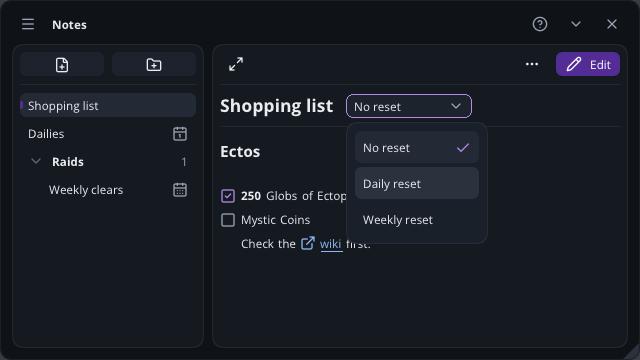 Notes
Edit
Shopping list
Dailies
1
Raids 1
Weekly clears
Shopping list No reset
No reset
Daily reset
Weekly reset
Ectos
250 Globs of Ectop
Mystic Coins
Check the wiki first.